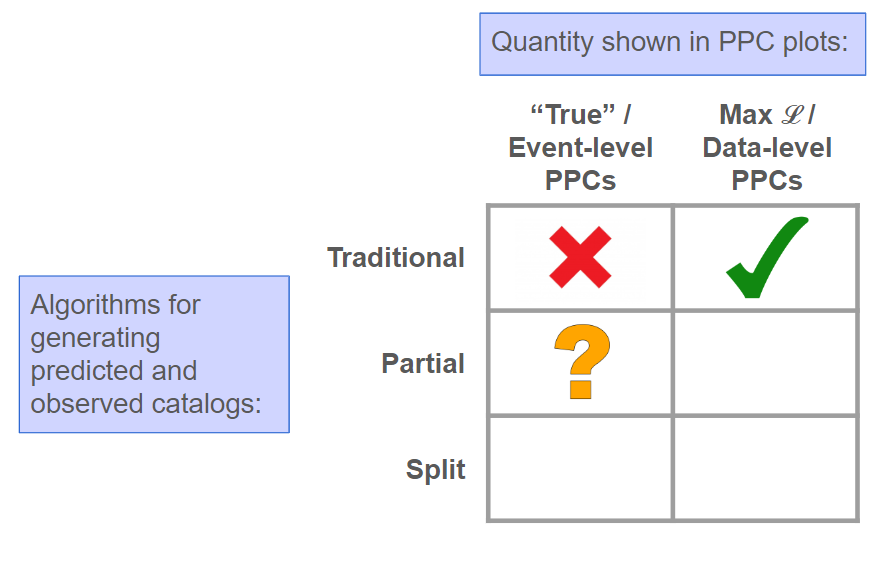 Quantity shown in PPC plots:
“True” /
Event-level
PPCs
Max ℒ /
Data-level
PPCs
Traditional
Algorithms for
generating
predicted and
observed catalogs:
Partial
?
Split